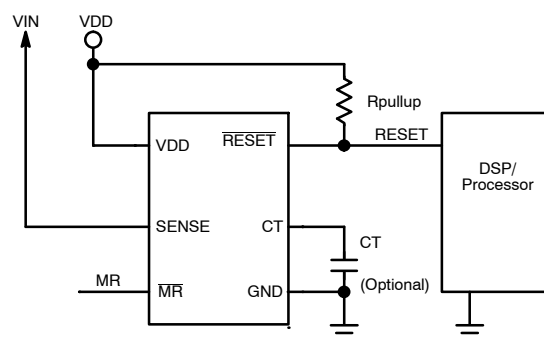 VIN
VDD
Rpullup
VDD
RESET
RESET
DSP/
Processor
SENSE
CT
CT
(Optional)
MR
MR
GND